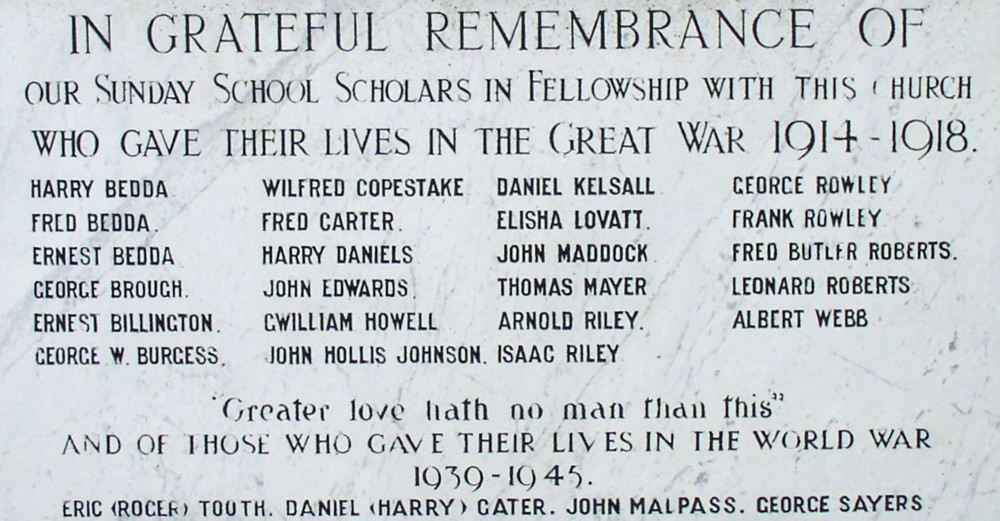 IN GRATEFUL REMEMBRANCE OF
OUR SUNDAY SCHOOL SCHOLARS IN FELLOWSHIP WITH THIS CHURCH
WHO GAVE THEIR LIVES IN THE GREAT WAR 1914-1918.
HARRY BEDDA WILFRED COPESTAKE DANIEL KELSALL GEORGE ROWLEY
FRED BEDDA. FRED CARTER. ELISHA LOVATT. FRANK ROWLEY
ERNEST BEDDA HARRY DANIELS JOHN MADDOCK FRED BUTLER ROBERTS.
GEORGE BROUGH. JOHN EDWARDS THOMAS MAYER LEONARD ROBERTS
ERNEST BILLINGTON. GWILLIAM HOWELL ARNOLD RILEY. ALBERT WEBB
GEORGE W. BURGESS. JOHN HOLLIS JOHNSON. ISAAC RILEY
"Greater love hath no man than this"
AND OF THOSE WHO GAVE THEIR LIVES IN THE WORLD WAR
1939-1945.
ERIC (ROGER) TOUTH. DANIEL (HARRY) CATER. JOHN MALPASS. GEORGE SAYERS